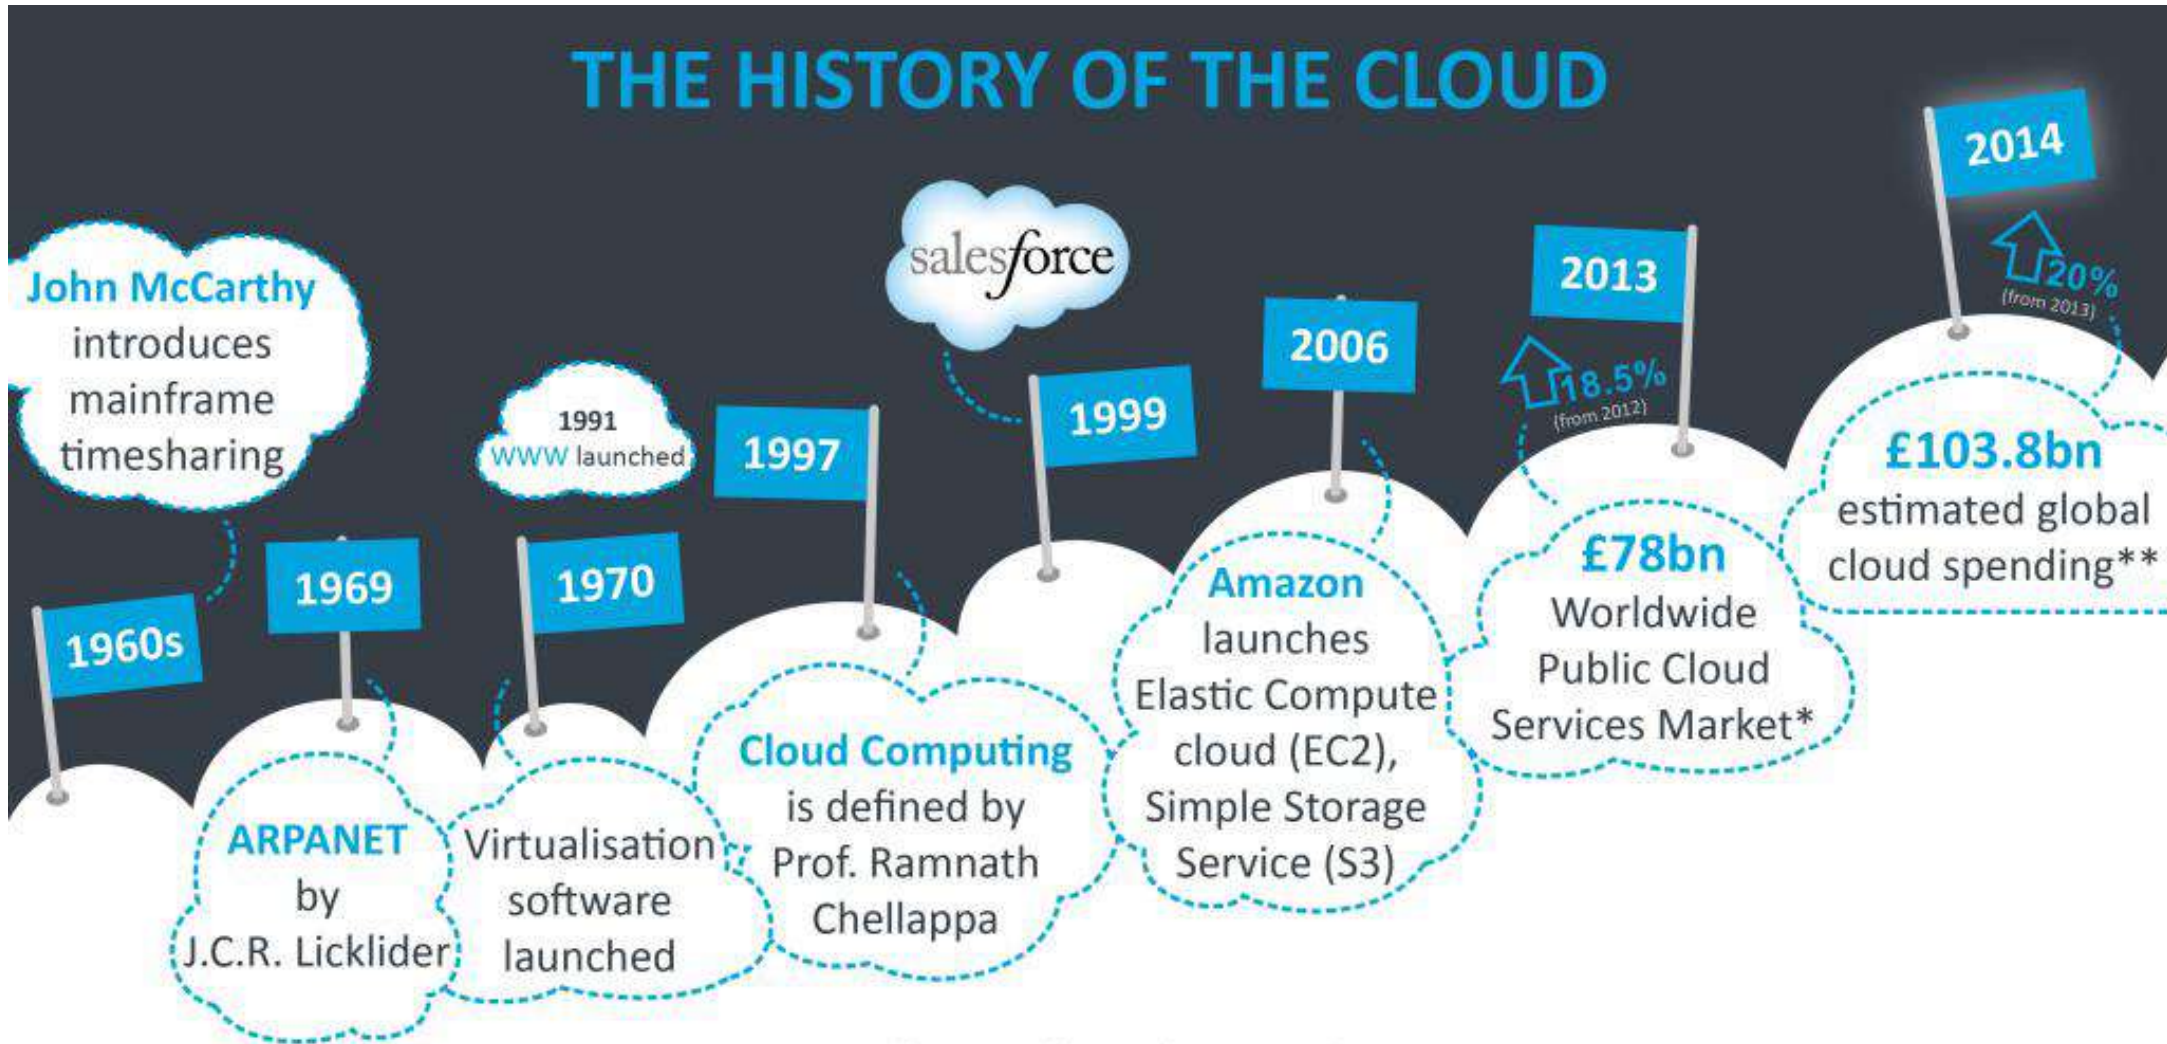 THE HISTORY OF THE CLOUD
1960s
John McCarthy
introduces
mainframe
timesharing
1969
ARPANET
by
J.C.R. Licklider
1970
Virtualisation
software
launched
1991
WWW launched
1997
Cloud Computing
is defined by
Prof. Ramnath
Chellappa
1999
salesforce
2006
Amazon
launches
Elastic Compute
cloud (EC2),
Simple Storage
Service (S3)
2013
18.5%
(from 2012)
£78bn
Worldwide
Public Cloud
Services Market*
2014
20%
(from 2013)
£103.8bn
estimated global
cloud spending**